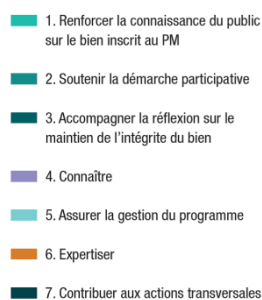 1. Renforcer la connaissance du public
sur le bien inscrit au PM
2. Soutenir la démarche participative
3. Accompagner la réflexion sur le
maintien de l'intégrite du bien
4. Connaître
5. Assurer la gestion du programme
6. Expertiser
7. Contribuer aux actions transversales